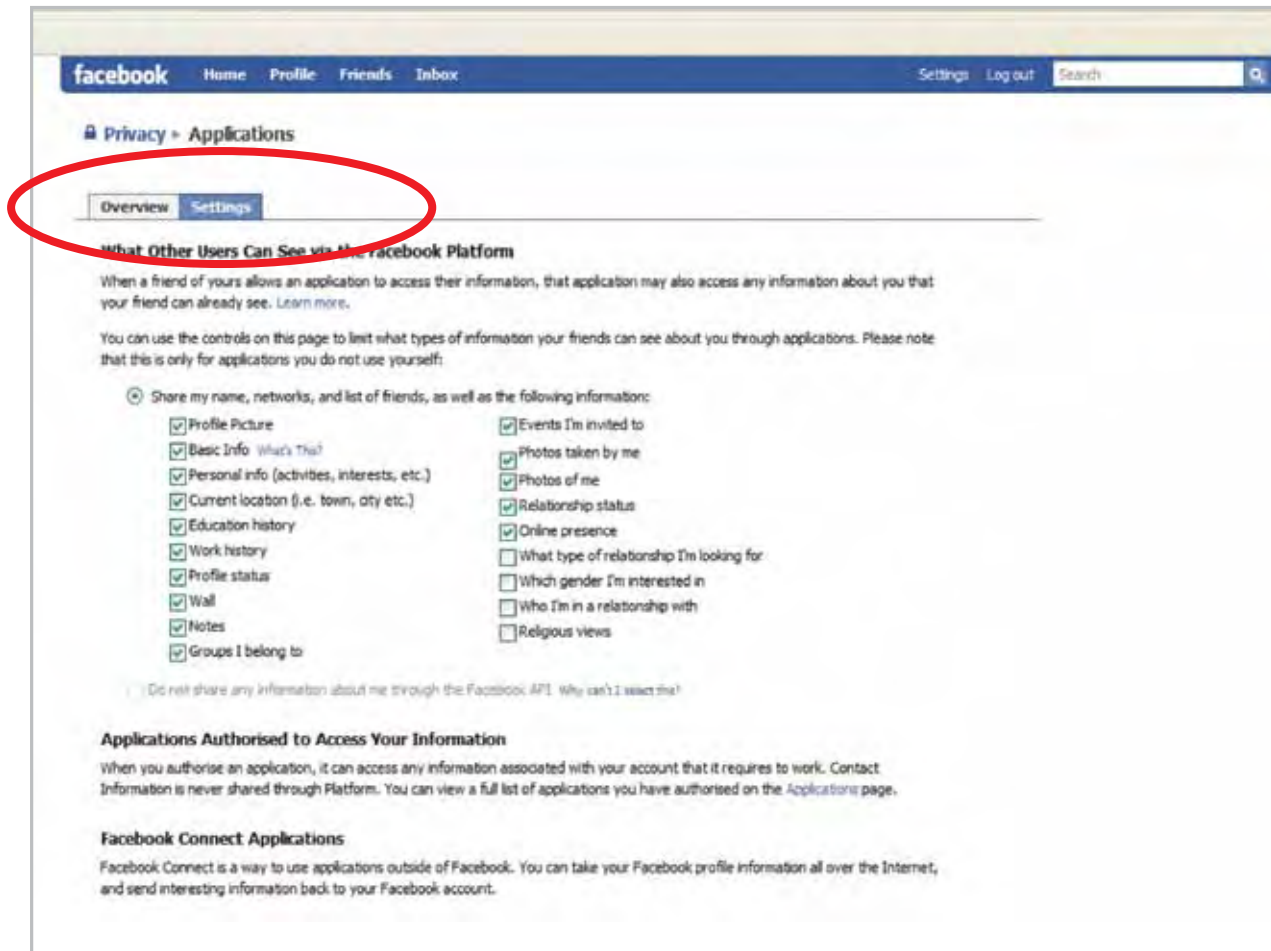 facebook Home Profile Friends Inbox Settings Log out Search
Privacy ▸ Applications
Overview Settings
What Other Users Can See via the Facebook Platform
When a friend of yours allows an application to access their information, that application may also access any information about you that
your friend can already see. Learn more.
You can use the controls on this page to limit what types of information your friends can see about you through applications. Please note
that this is only for applications you do not use yourself:
Share my name, networks, and list of friends, as well as the following information:
Profile Picture
Basic Info What's This?
Personal info (activities, interests, etc.)
Current location (i.e. town, city etc.)
Education history
Work history
Profile status
Wall
Notes
Groups I belong to
Events I'm invited to
Photos taken by me
Photos of me
Relationship status
Online presence
What type of relationship I'm looking for
Which gender I'm interested in
Who I'm in a relationship with
Religious views
Do not share any information about me through the Facebook API. Why can't I select this?
Applications Authorised to Access Your Information
When you authorise an application, it can access any information associated with your account that it requires to work. Contact
Information is never shared through Platform. You can view a full list of applications you have authorised on the Applications page.
Facebook Connect Applications
Facebook Connect is a way to use applications outside of Facebook. You can take your Facebook profile information all over the Internet,
and send interesting information back to your Facebook account.